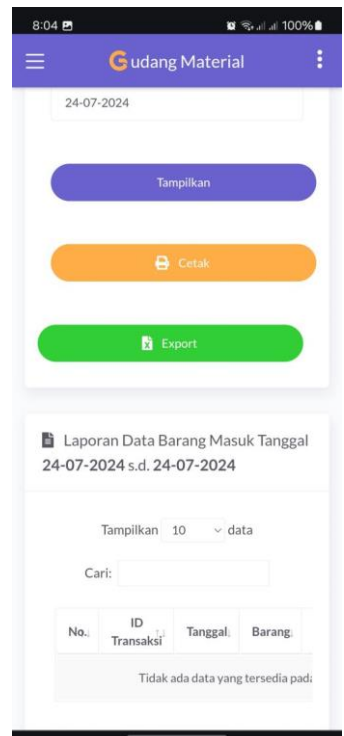 8:04 100%
Gudang Material
24-07-2024
Tampilkan
Cetak
Export
Laporan Data Barang Masuk Tanggal
24-07-2024 s.d. 24-07-2024
Tampilkan 10 data
Cari:
No. ID Transaksi Tanggal Barang
Tidak ada data yang tersedia pada